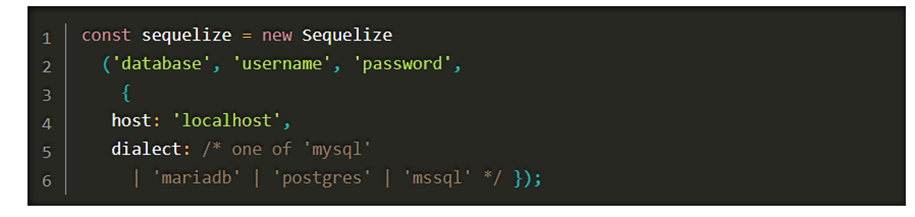 1 const sequelize = new Sequelize
2 ('database', 'username', 'password',
3 {
4 host: 'localhost',
5 dialect: /* one of 'mysql'
6 | 'mariadb' | 'postgres' | 'mssql' */ });